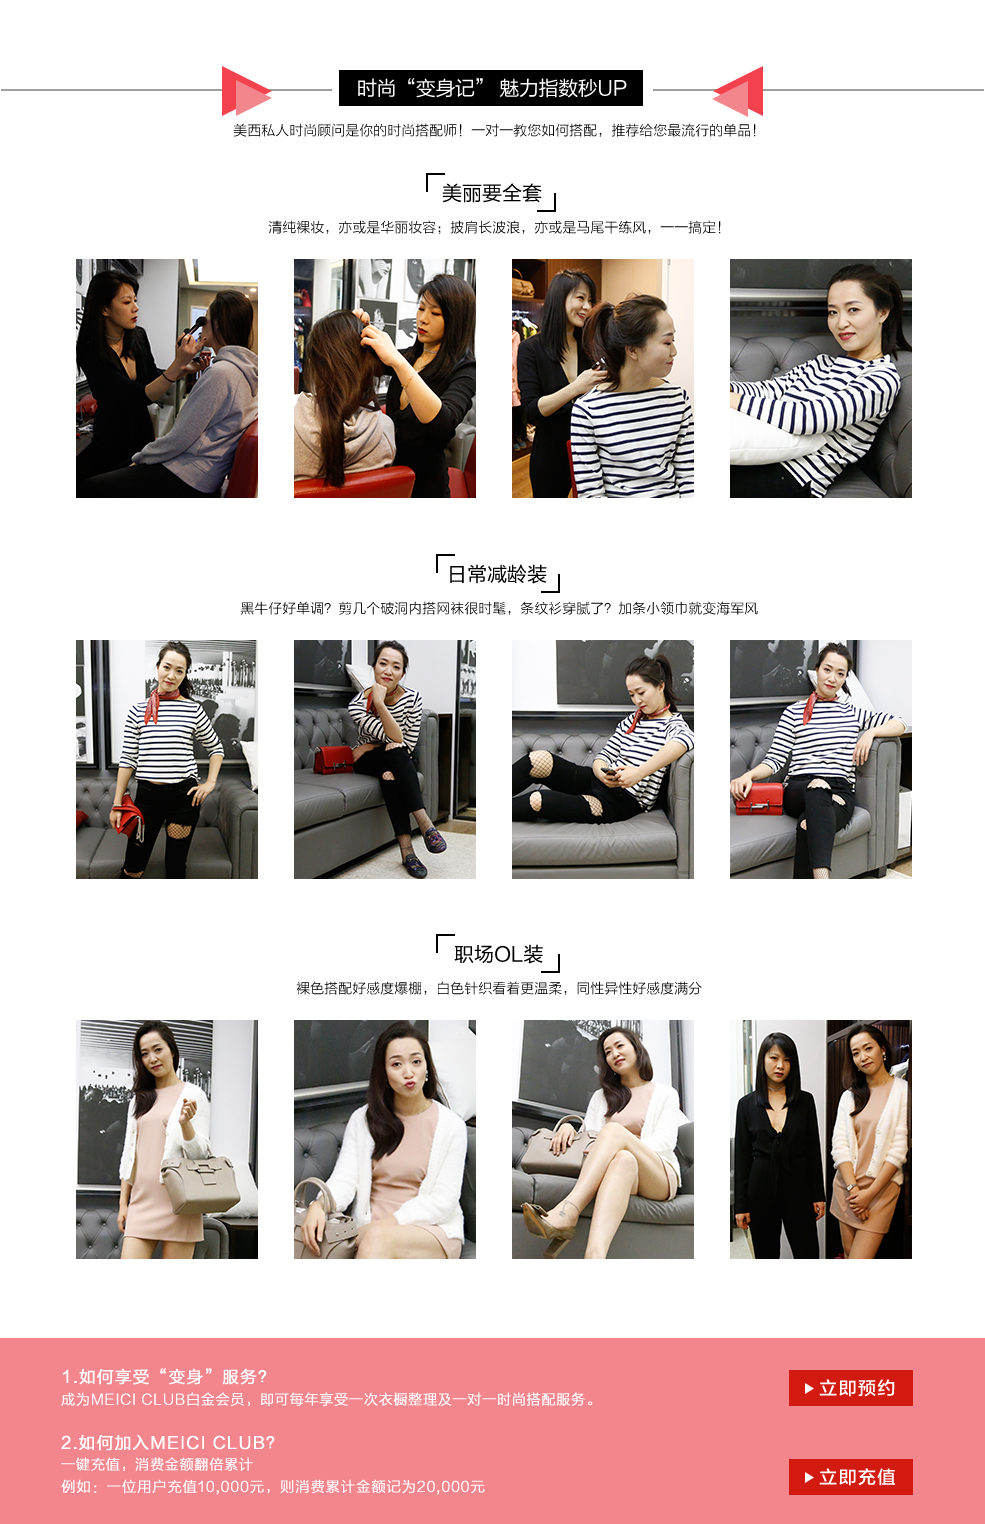 时尚“变身记” 魅力指数秒UP
美西私人时尚顾问是你的时尚搭配师！一对一教您如何搭配，推荐给您最流行的单品！
美丽要全套
清纯裸妆，亦或是华丽妆容；披肩长波浪，亦或是马尾干练风，一一搞定！
日常减龄装
黑牛仔好单调？剪几个破洞内搭网袜很时髦，条纹衫穿腻了？加条小领巾就变海军风
职场OL装
裸色搭配好感度爆棚，白色针织看着更温柔，同性异性好感度满分
1.如何享受“变身”服务？
成为MEICI CLUB白金会员，即可每年享受一次衣橱整理及一对一时尚搭配服务。
立即预约
2.如何加入MEICI CLUB？
一键充值，消费金额翻倍累计
例如：一位用户充值10,000元，则消费累计金额记为20,000元
立即充值